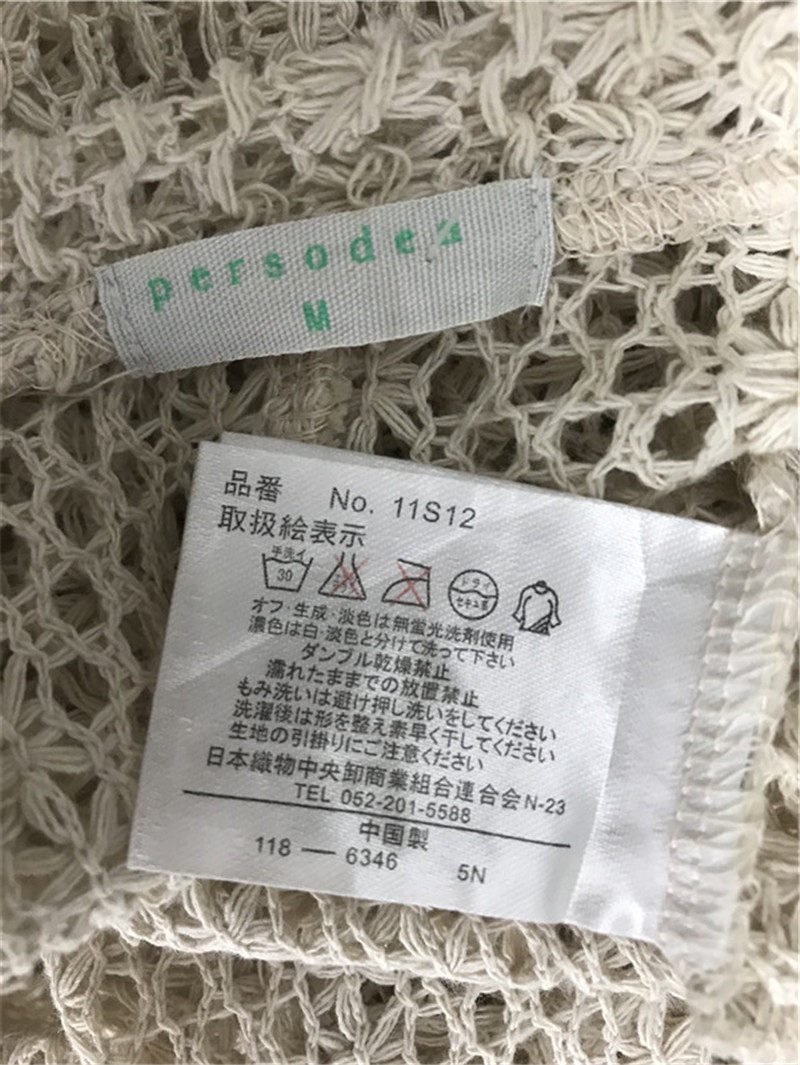 persodea
M
品番 No. 11S12
取扱絵表示
手洗イ
30
ドライ
セキユ系
オフ・生成・淡色は無蛍光洗剤使用
濃色は白・淡色と分けて洗って下さい
タンブル乾燥禁止
濡れたままでの放置禁止
もみ洗いは避け押し洗いをしてください
洗濯後は形を整え素早く干してください
生地の引掛りにご注意ください
日本織物中央卸商業組合連合会N-23
TEL 052-201-5588
中国製
118 — 6346 5N